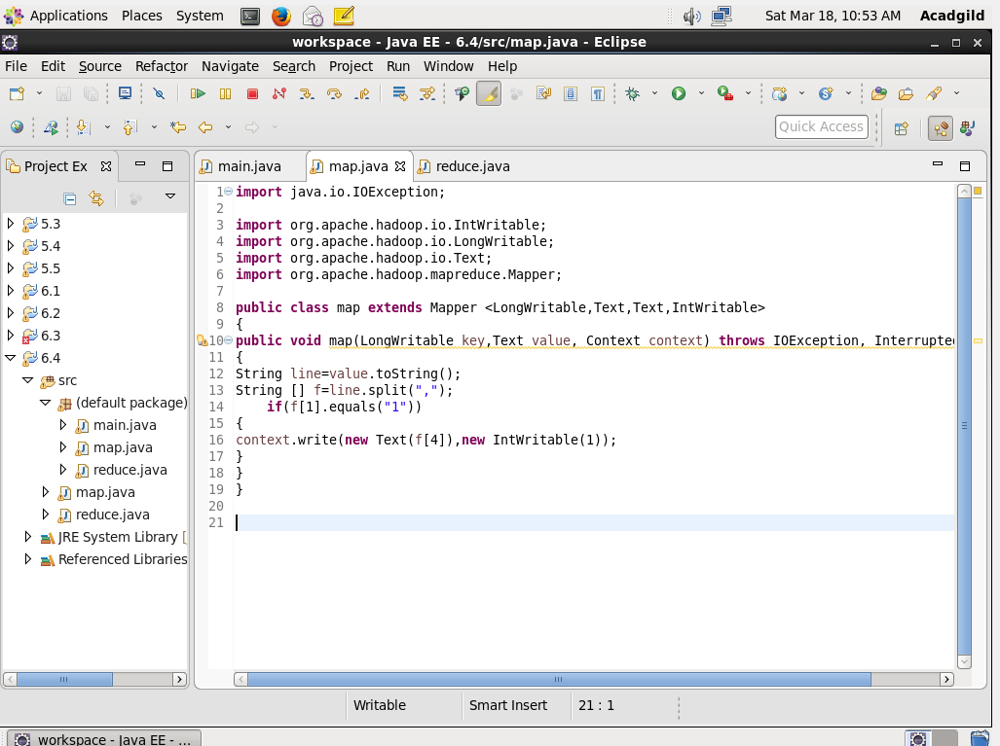 Applications Places System Sat Mar 18, 10:53 AM Acadgild
workspace - Java EE - 6.4/src/map.java - Eclipse
File Edit Source Refactor Navigate Search Project Run Window Help
Quick Access
Project Ex
main.java map.java reduce.java
5.3
5.4
5.5
6.1
6.2
6.3
6.4
src
(default package)
main.java
map.java
reduce.java
map.java
reduce.java
JRE System Library [
Referenced Libraries
1 import java.io.IOException;
2
3 import org.apache.hadoop.io.IntWritable;
4 import org.apache.hadoop.io.LongWritable;
5 import org.apache.hadoop.io.Text;
6 import org.apache.hadoop.mapreduce.Mapper;
7
8 public class map extends Mapper <LongWritable,Text,Text,IntWritable>
9 {
10 public void map(LongWritable key,Text value, Context context) throws IOException, Interrupted
11 {
12 String line=value.toString();
13 String [] f=line.split(",");
14     if(f[1].equals("1"))
15 {
16 context.write(new Text(f[4]),new IntWritable(1));
17 }
18 }
19 }
20
21
Writable Smart Insert 21 : 1
workspace - Java EE - ...